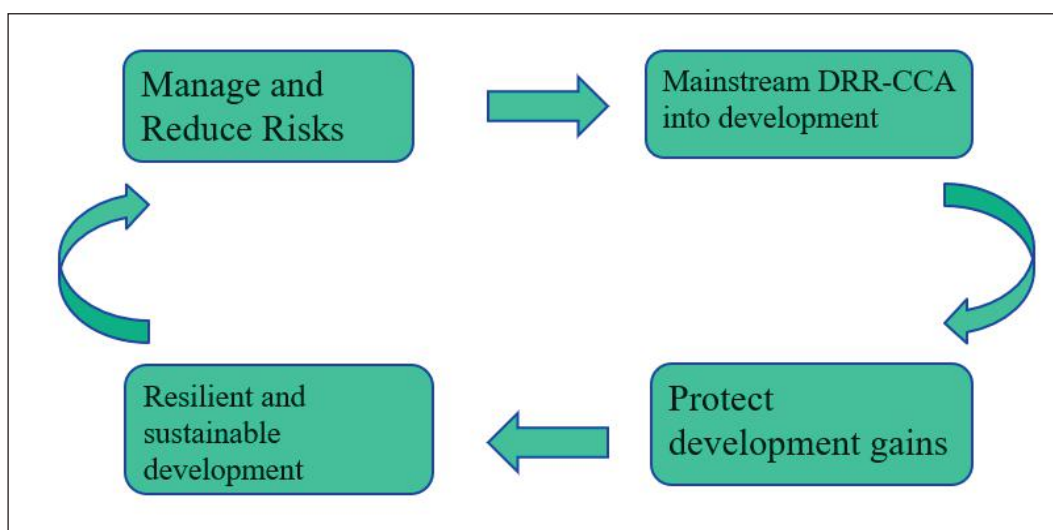 Manage and
Reduce Risks
Mainstream DRR-CCA
into development
Protect
development gains
Resilient and
sustainable
development